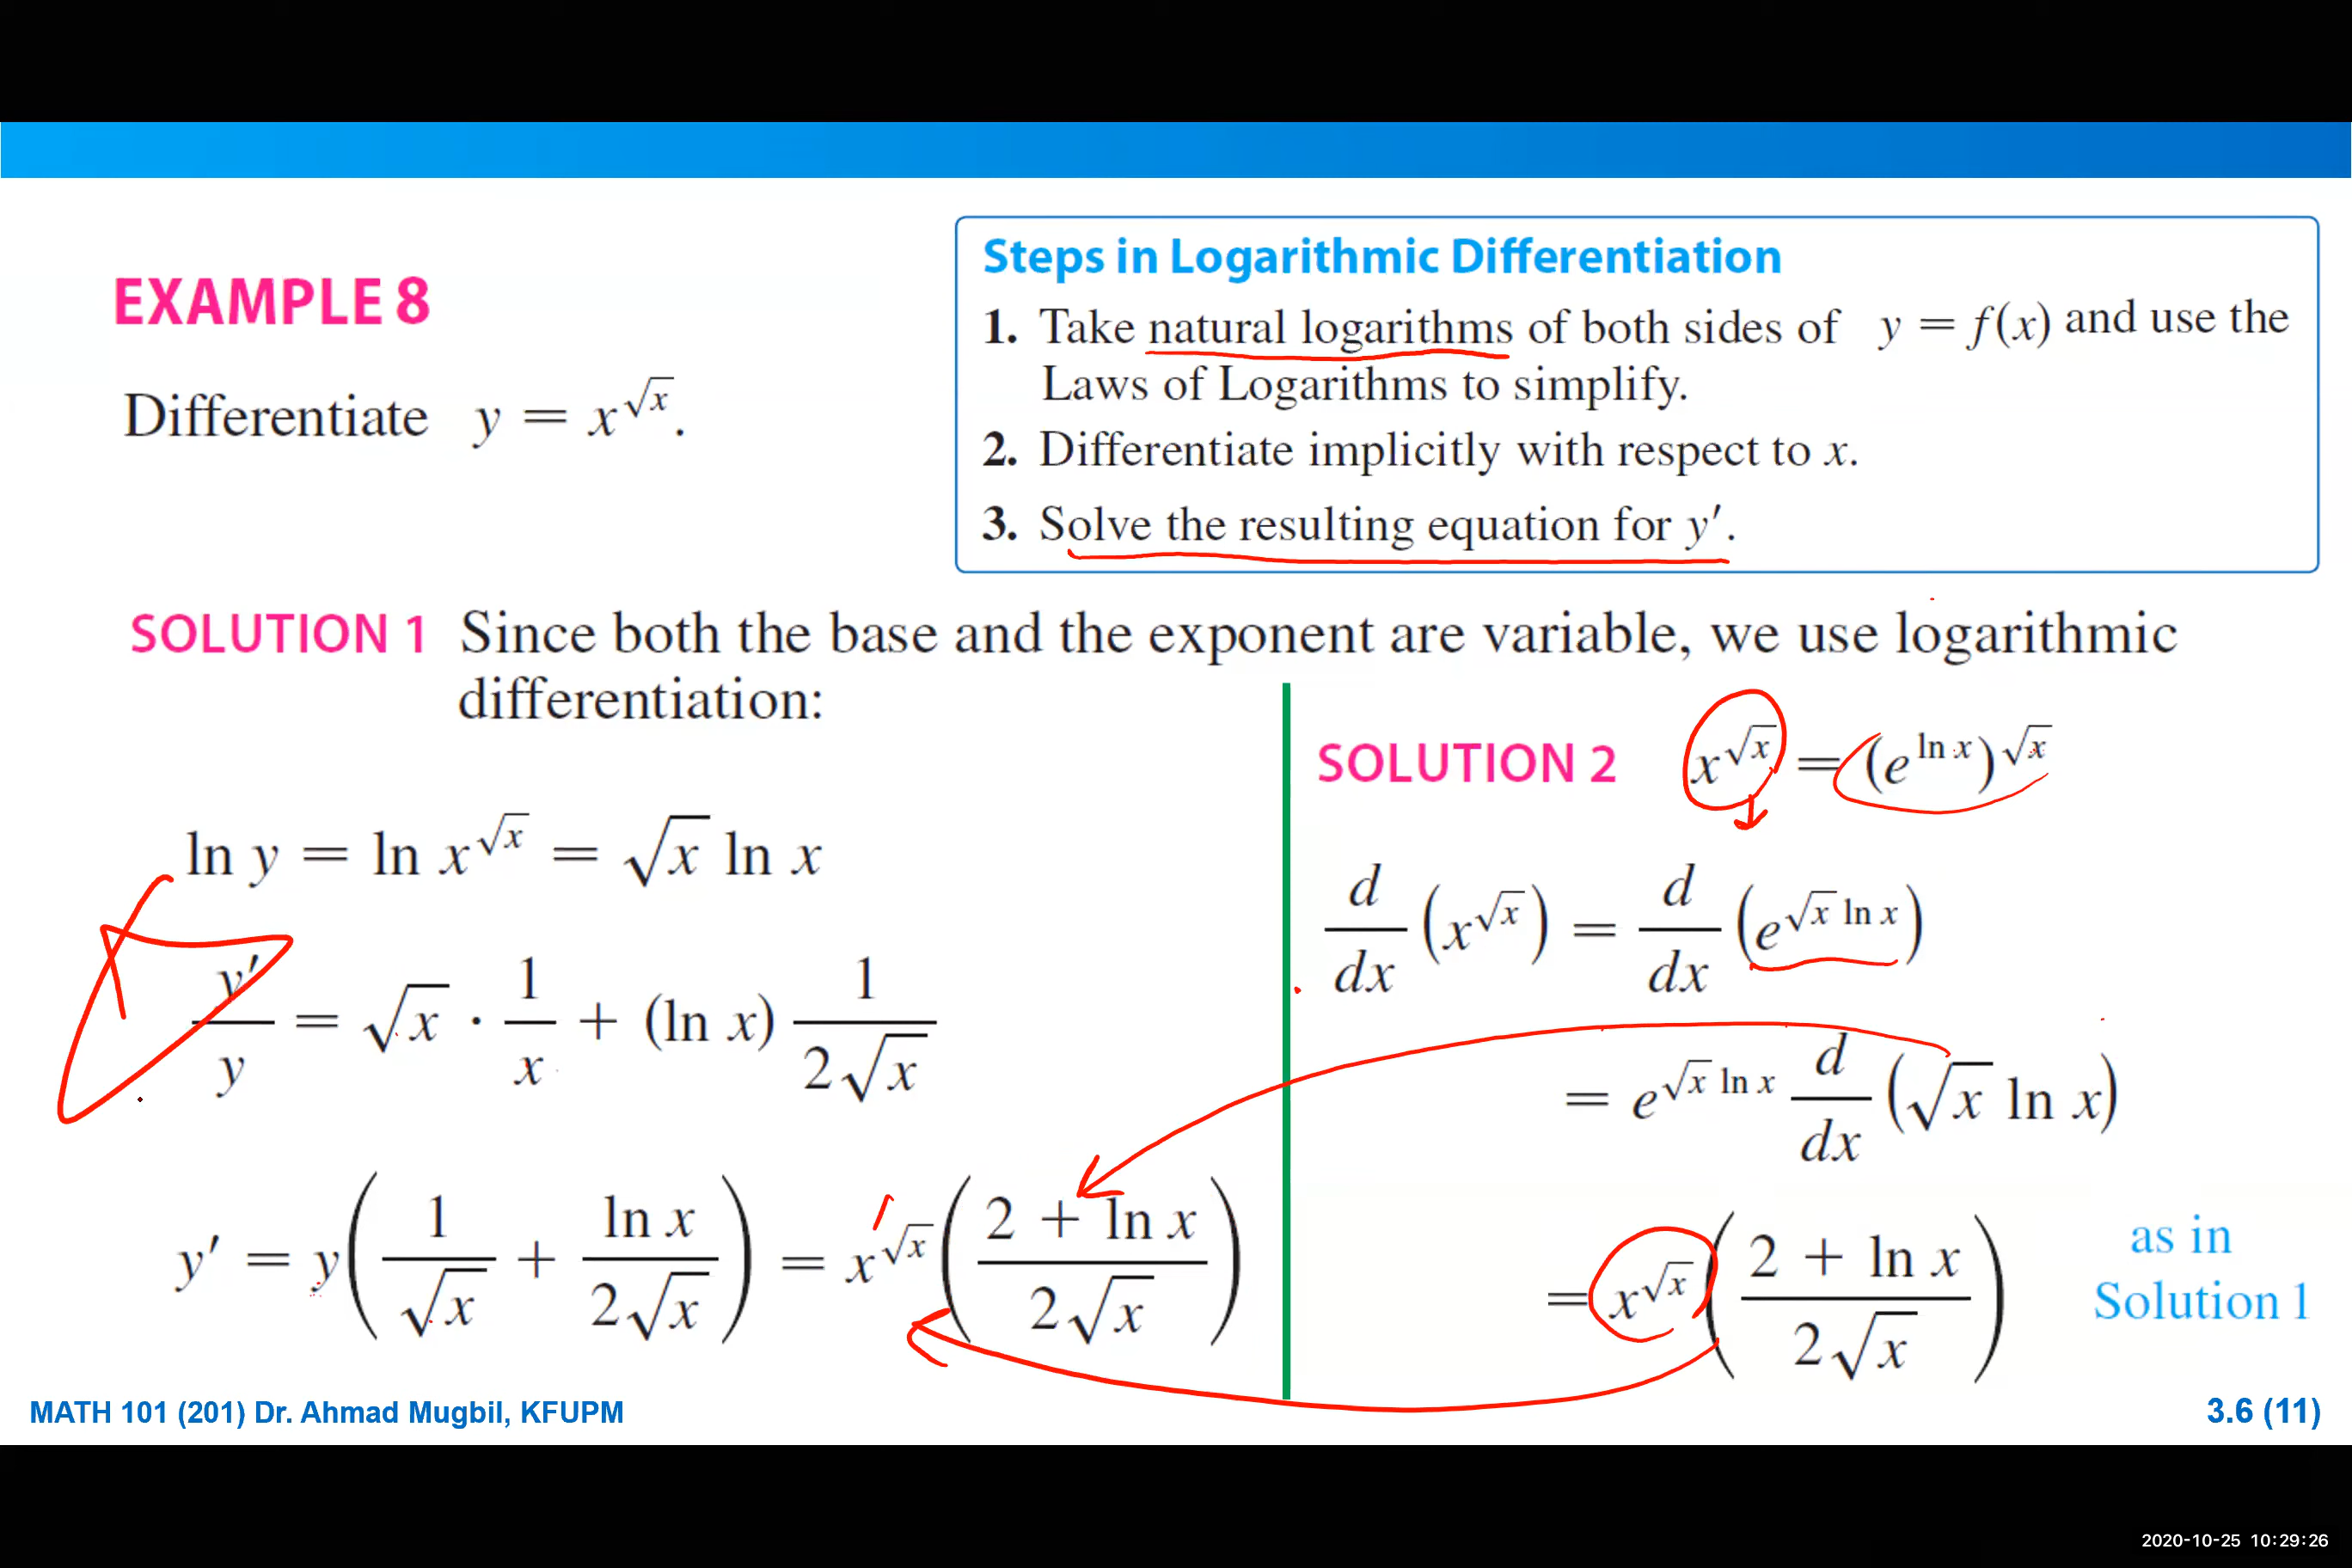 EXAMPLE 8
Differentiate y = x^{√x}.
Steps in Logarithmic Differentiation
1. Take natural logarithms of both sides of y = f(x) and use the
Laws of Logarithms to simplify.
2. Differentiate implicitly with respect to x.
3. Solve the resulting equation for y′.
SOLUTION 1 Since both the base and the exponent are variable, we use logarithmic
differentiation:
ln y = ln x^{√x} = √x ln x
y′/y = √x · 1/x + (ln x) 1/(2√x)
y′ = y(1/√x + ln x/(2√x)) = x^{√x}((2 + ln x)/(2√x))
SOLUTION 2 x^{√x} = (e^{ln x})^{√x}
d/dx (x^{√x}) = d/dx (e^{√x ln x})
= e^{√x ln x} d/dx (√x ln x)
= x^{√x}((2 + ln x)/(2√x)) as in
Solution 1
MATH 101 (201) Dr. Ahmad Mugbil, KFUPM
3.6 (11)
2020-10-25 10:29:26